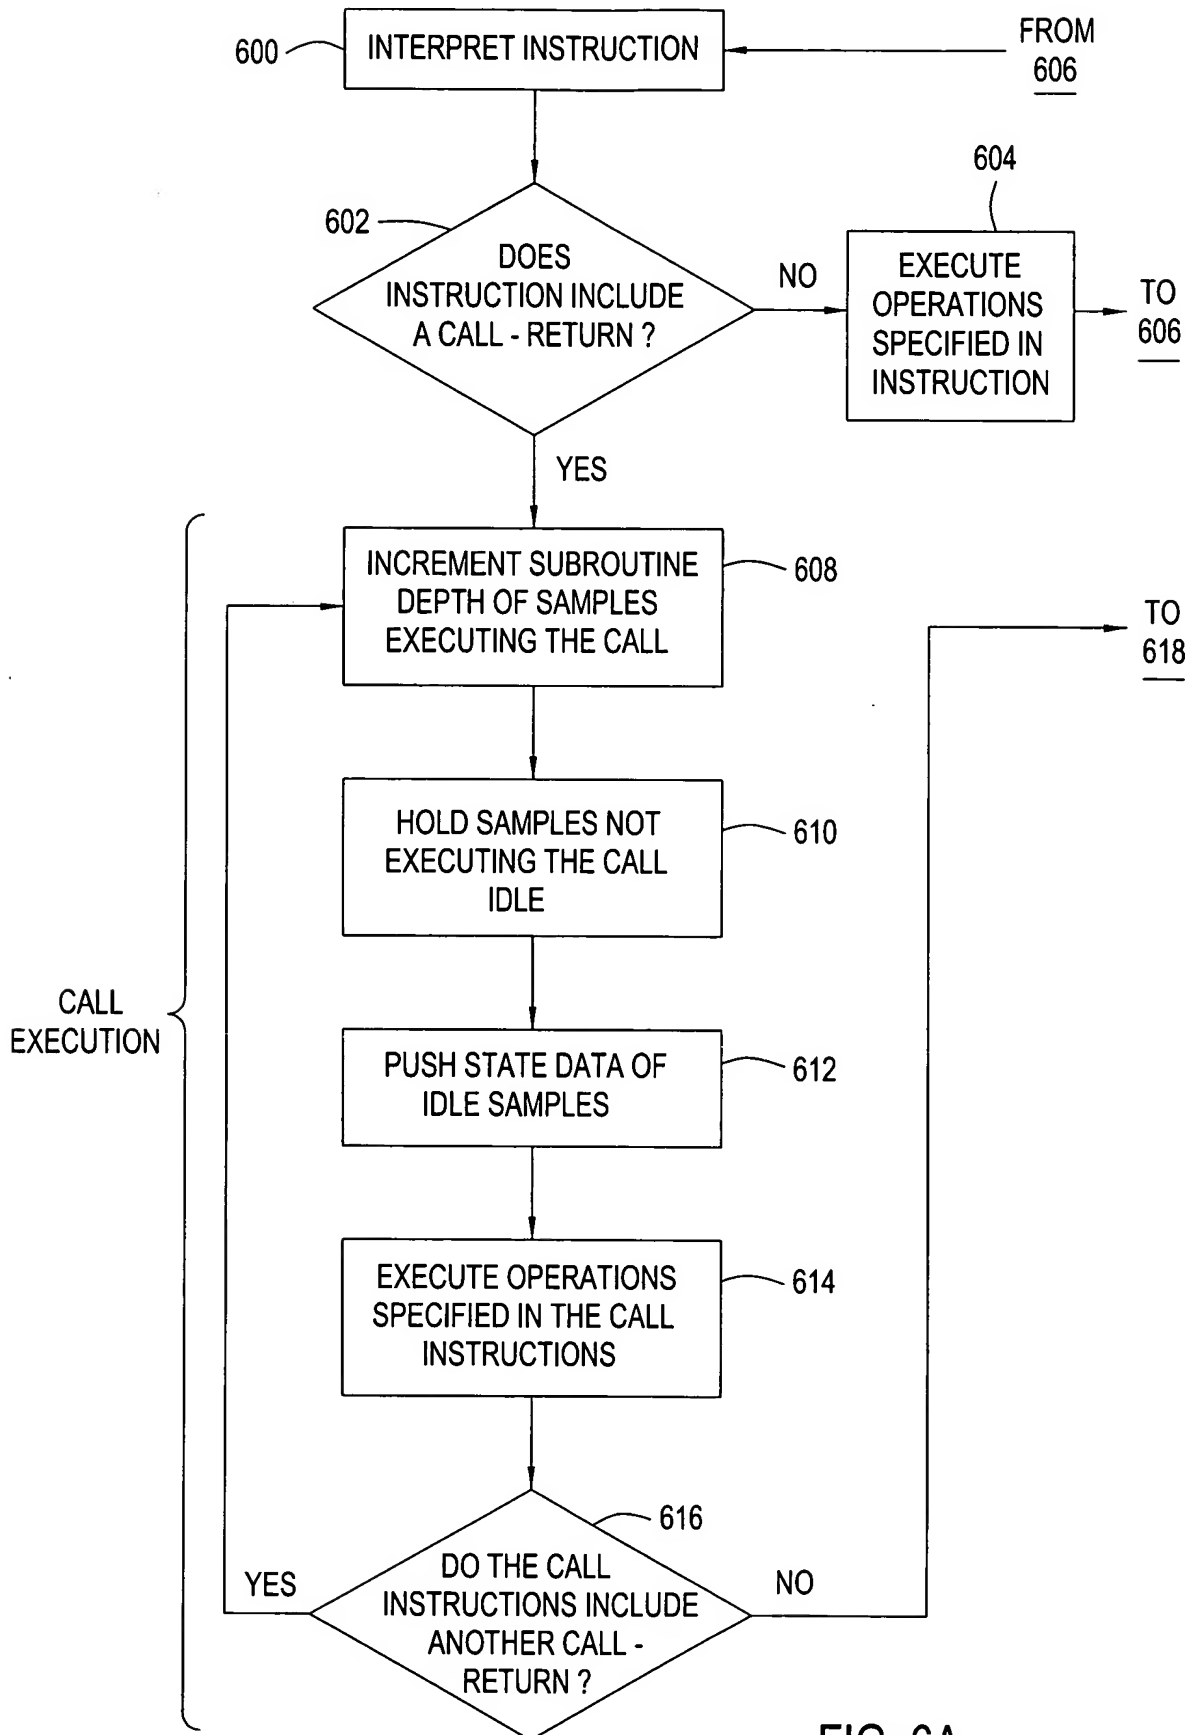 600
INTERPRET INSTRUCTION
FROM
606
602
DOES
INSTRUCTION INCLUDE
A CALL - RETURN ?
NO
604
EXECUTE
OPERATIONS
SPECIFIED IN
INSTRUCTION
TO
606
YES
INCREMENT SUBROUTINE
DEPTH OF SAMPLES
EXECUTING THE CALL
608
TO
618
HOLD SAMPLES NOT
EXECUTING THE CALL
IDLE
610
CALL
EXECUTION
PUSH STATE DATA OF
IDLE SAMPLES
612
EXECUTE OPERATIONS
SPECIFIED IN THE CALL
INSTRUCTIONS
614
616
DO THE CALL
INSTRUCTIONS INCLUDE
ANOTHER CALL -
RETURN ?
YES
NO
FIG. 6A